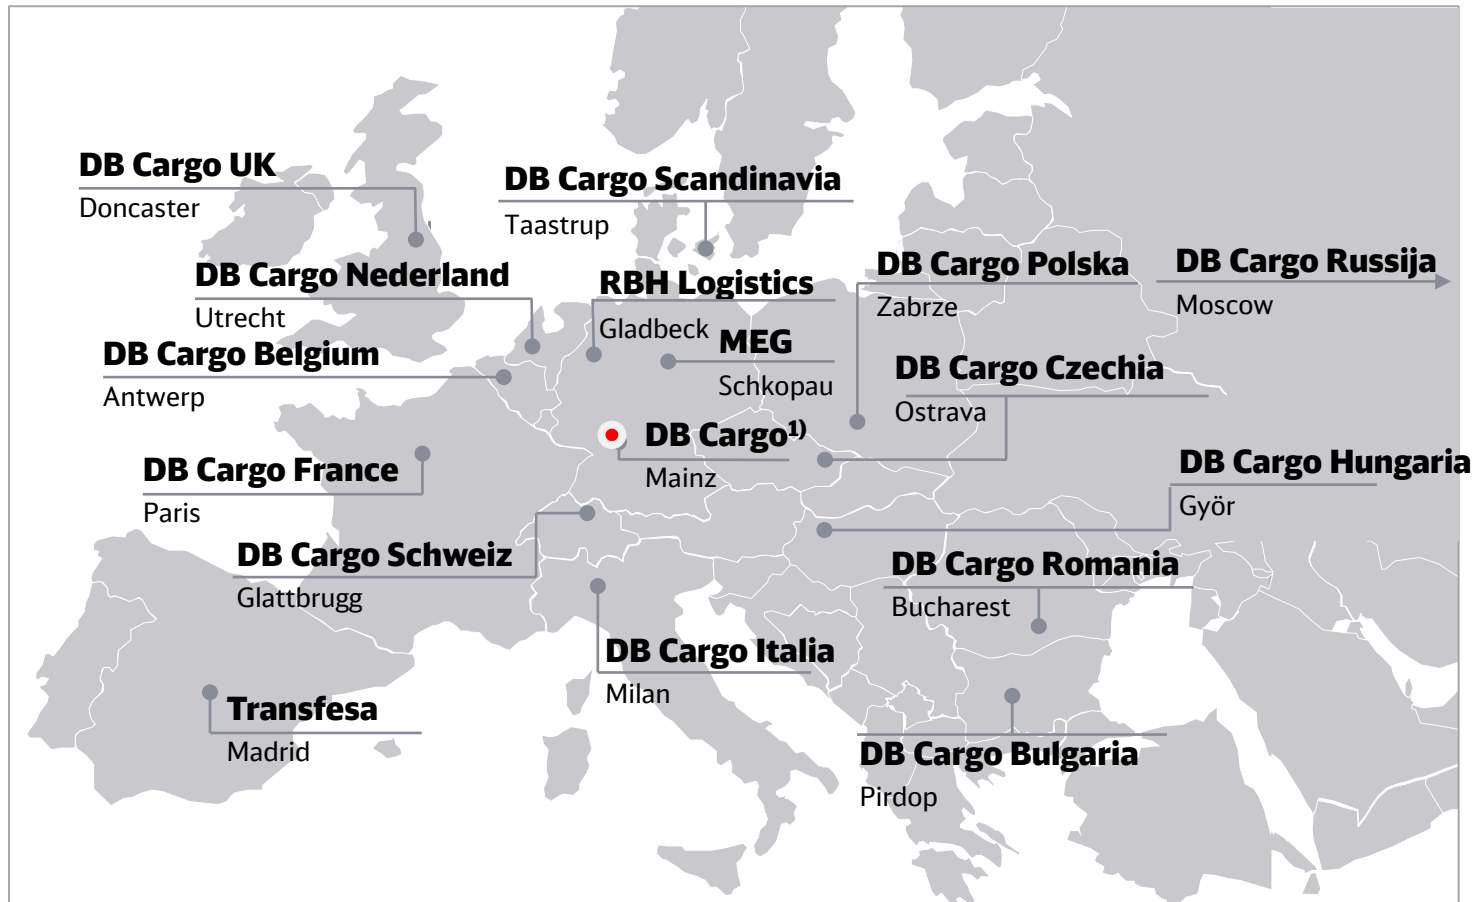 DB Cargo UK
Doncaster
DB Cargo Scandinavia
Taastrup
DB Cargo Nederland
Utrecht
RBH Logistics
Gladbeck
DB Cargo Polska
Zabrze
DB Cargo Russija
Moscow
DB Cargo Belgium
Antwerp
MEG
Schkopau
DB Cargo Czechia
Ostrava
DB Cargo¹⁾
Mainz
DB Cargo France
Paris
DB Cargo Hungaria
Györ
DB Cargo Schweiz
Glattbrugg
DB Cargo Romania
Bucharest
DB Cargo Italia
Milan
Transfesa
Madrid
DB Cargo Bulgaria
Pirdop